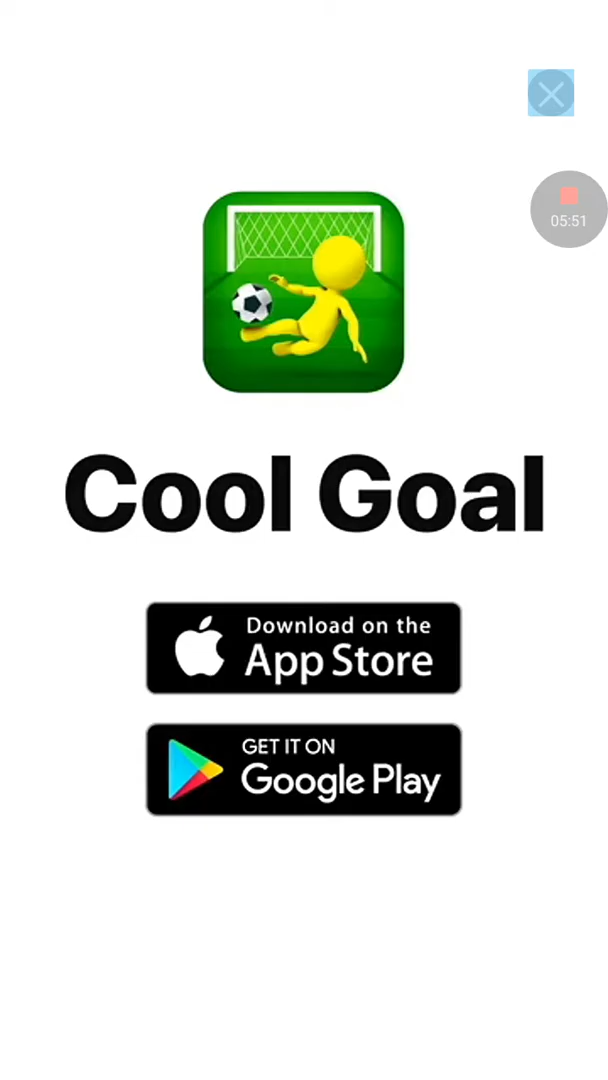 05:51
Cool Goal
Download on the
App Store
GET IT ON
Google Play